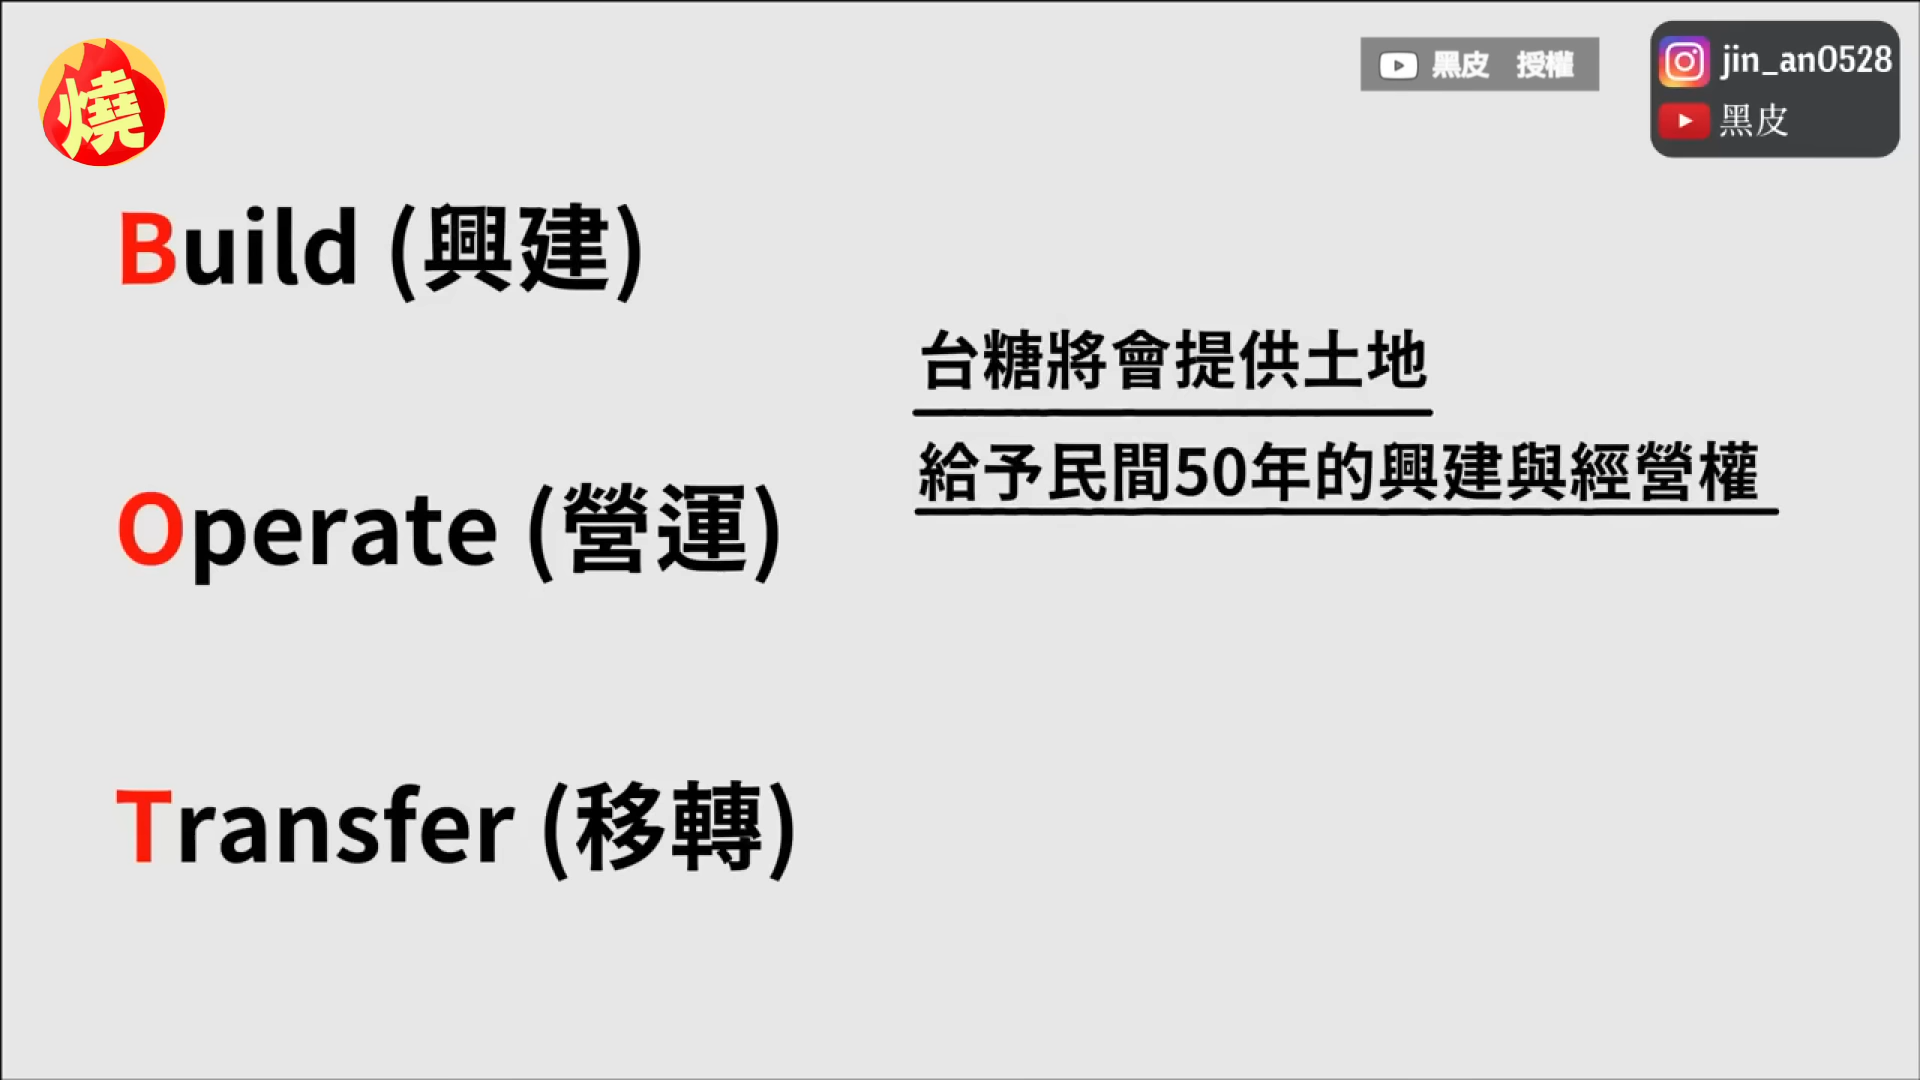 燒
黑皮 授權
jin_an0528
黑皮
Build (興建)
台糖將會提供土地
給予民間50年的興建與經營權
Operate (營運)
Transfer (移轉)